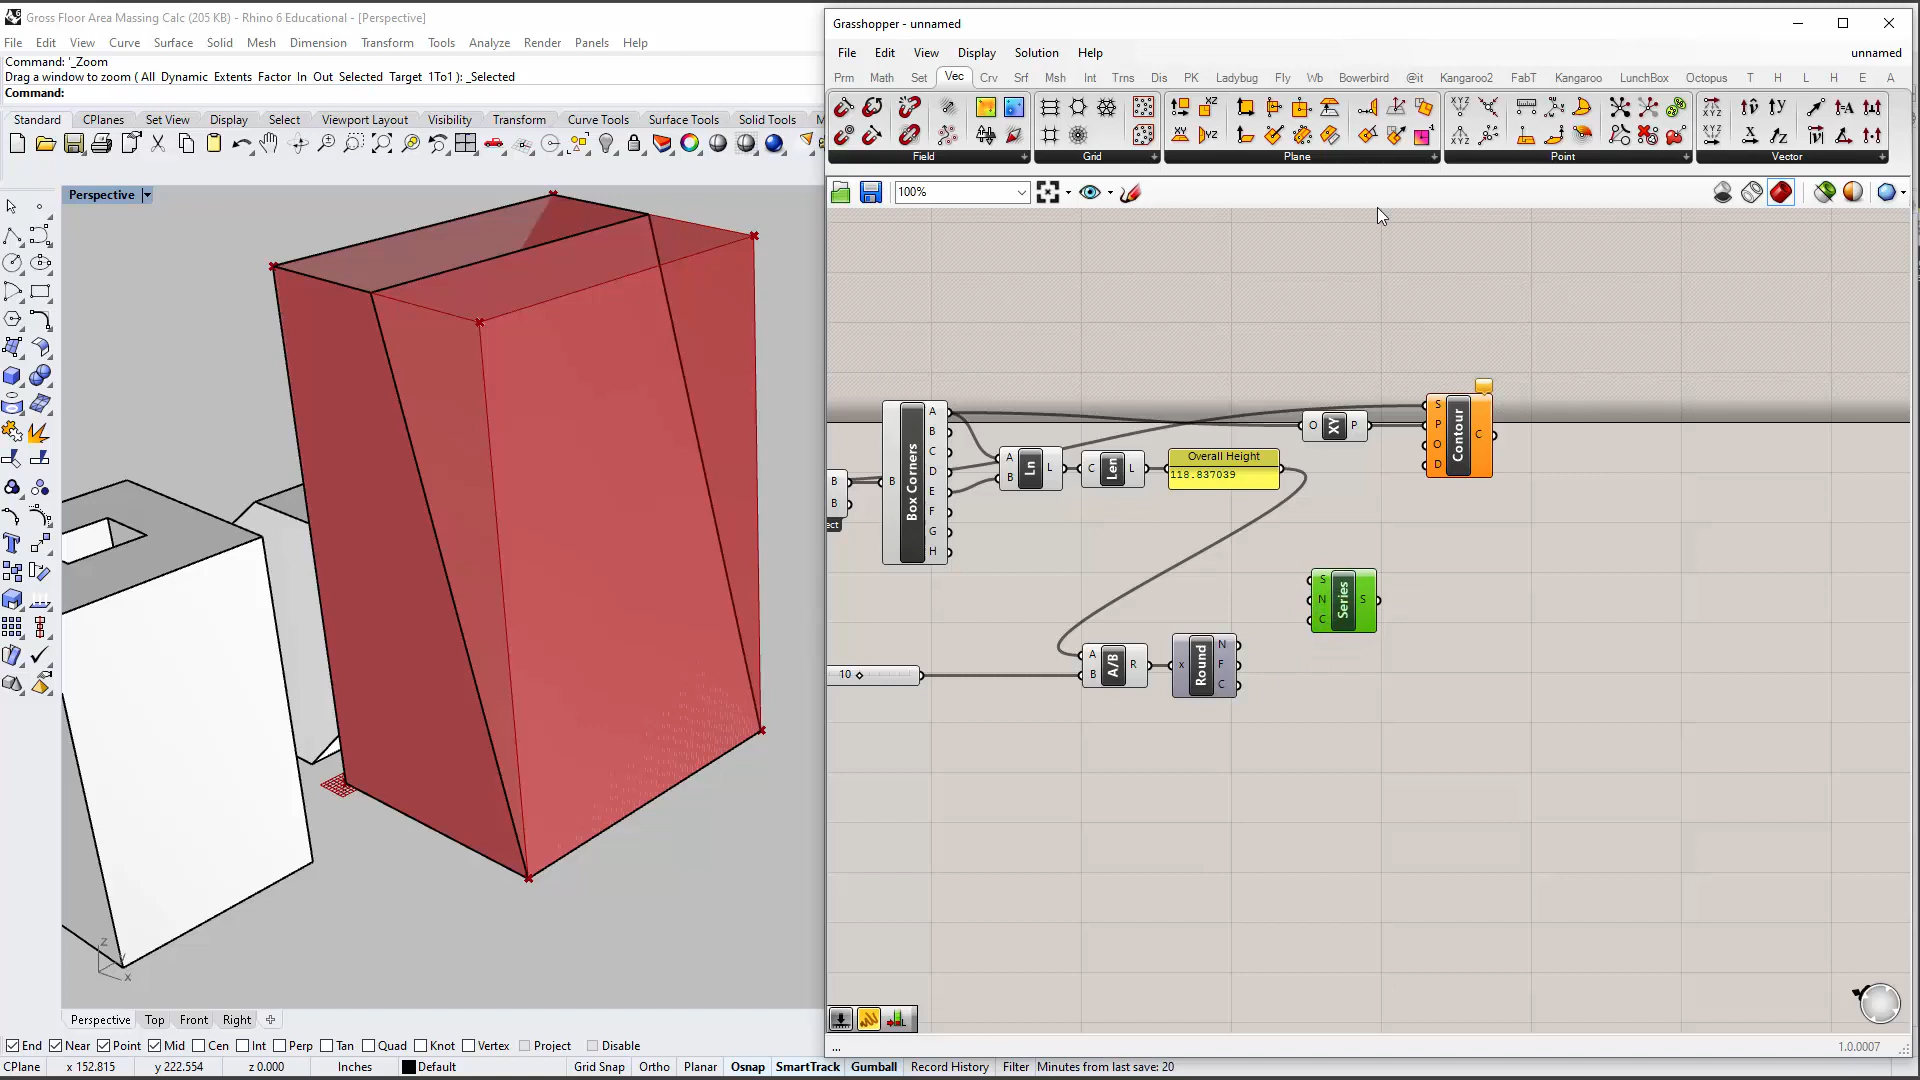 Gross Floor Area Massing Calc (205 KB) - Rhino 6 Educational - [Perspective]
File Edit View Curve Surface Solid Mesh Dimension Transform Tools Analyze Render Panels Help
Command: '_Zoom
Drag a window to zoom ( All Dynamic Extents Factor In Out Selected Target 1To1 ): _Selected
Command:
Standard CPlanes Set View Display Select Viewport Layout Visibility Transform Curve Tools Surface Tools Solid Tools M
Perspective
z
x
Perspective Top Front Right
End Near Point Mid Cen Int Perp Tan Quad Knot Vertex Project Disable
CPlane x 152.815 y 222.554 z 0.000 Inches Default Grid Snap Ortho Planar Osnap SmartTrack Gumball Record History Filter Minutes from last save: 20
Grasshopper - unnamed
File Edit View Display Solution Help unnamed
Prm Math Set Vec Crv Srf Msh Int Trns Dis PK Ladybug Fly Wb Bowerbird @it Kangaroo2 FabT Kangaroo LunchBox Octopus T H L H E A
Field Grid Plane Point Vector
100%
B
B
ect
B Box Corners A B C D E F G H
A B Ln L
C Len L
Overall Height
118.837039
O XY P
S P O D Contour C
S N C Series S
10
A B A/B R
x Round N F C
...
1.0.0007